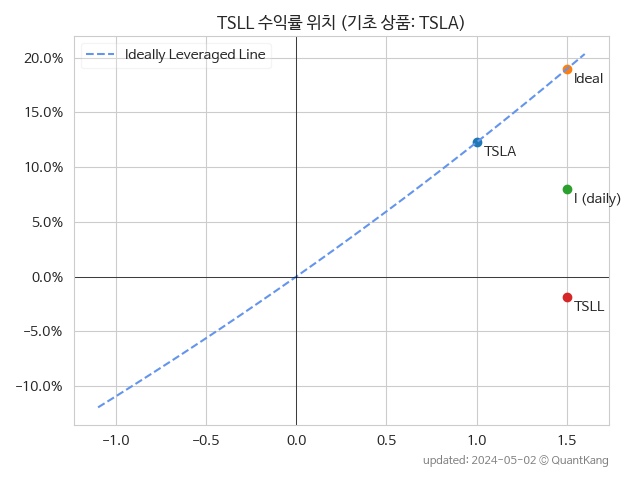 TSLL 수익률 위치 (기초 상품: TSLA)
Ideally Leveraged Line
20.0%
15.0%
10.0%
5.0%
0.0%
−5.0%
−10.0%
Ideal
TSLA
I (daily)
TSLL
−1.0 −0.5 0.0 0.5 1.0 1.5
updated: 2024-05-02 © QuantKang